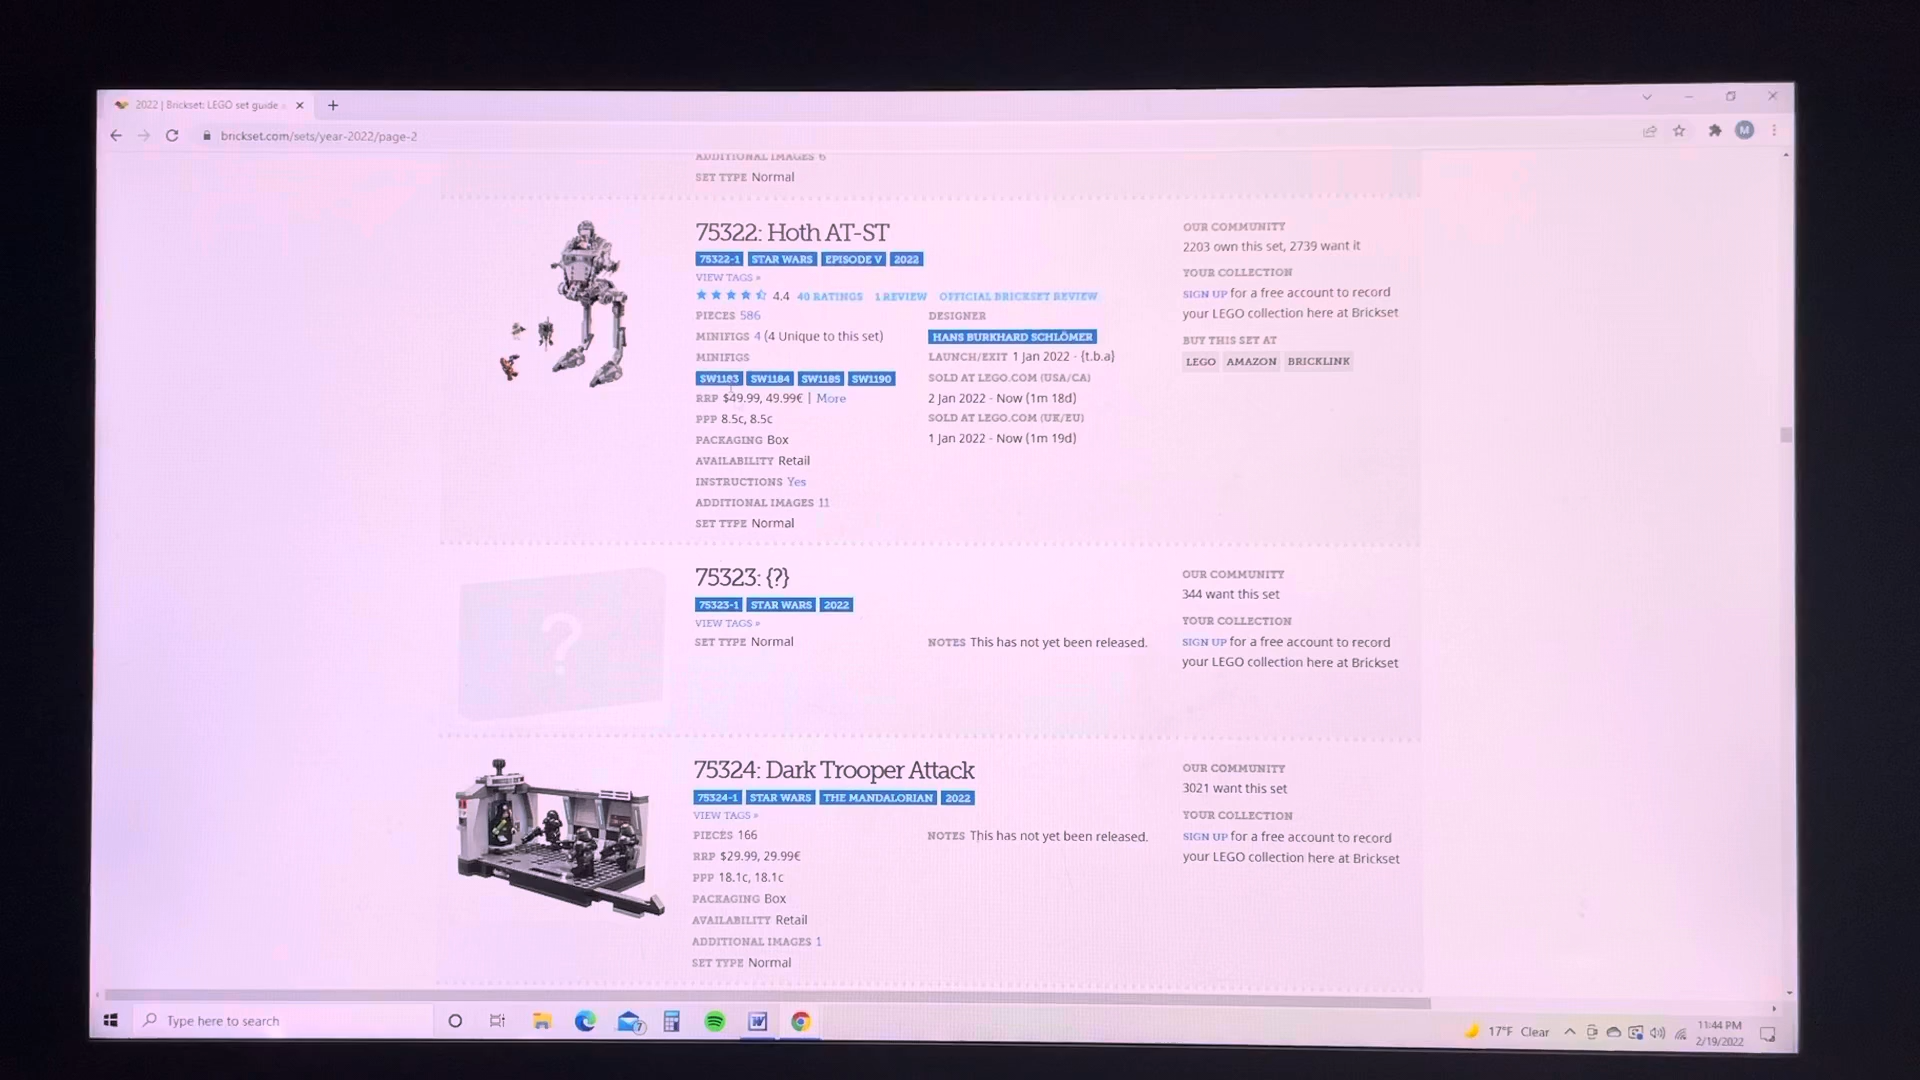 2022 | Brickset: LEGO set guide
brickset.com/sets/year-2022/page-2
M
ADDITIONAL IMAGES 6
SET TYPE Normal
75322: Hoth AT-ST
75322-1 STAR WARS EPISODE V 2022
VIEW TAGS »
4.4 40 RATINGS 1 REVIEW OFFICIAL BRICKSET REVIEW
PIECES 586
MINIFIGS 4 (4 Unique to this set)
MINIFIGS
SW1183 SW1184 SW1185 SW1190
RRP $49.99, 49.99€ | More
PPP 8.5c, 8.5c
PACKAGING Box
AVAILABILITY Retail
INSTRUCTIONS Yes
ADDITIONAL IMAGES 11
SET TYPE Normal
DESIGNER
HANS BURKHARD SCHLÖMER
LAUNCH/EXIT 1 Jan 2022 - {t.b.a}
SOLD AT LEGO.COM (USA/CA)
2 Jan 2022 - Now (1m 18d)
SOLD AT LEGO.COM (UK/EU)
1 Jan 2022 - Now (1m 19d)
OUR COMMUNITY
2203 own this set, 2739 want it
YOUR COLLECTION
SIGN UP for a free account to record
your LEGO collection here at Brickset
BUY THIS SET AT
LEGO AMAZON BRICKLINK
75323: {?}
75323-1 STAR WARS 2022
VIEW TAGS »
SET TYPE Normal
NOTES This has not yet been released.
OUR COMMUNITY
344 want this set
YOUR COLLECTION
SIGN UP for a free account to record
your LEGO collection here at Brickset
?
75324: Dark Trooper Attack
75324-1 STAR WARS THE MANDALORIAN 2022
VIEW TAGS »
PIECES 166
RRP $29.99, 29.99€
PPP 18.1c, 18.1c
PACKAGING Box
AVAILABILITY Retail
ADDITIONAL IMAGES 1
SET TYPE Normal
NOTES This has not yet been released.
OUR COMMUNITY
3021 want this set
YOUR COLLECTION
SIGN UP for a free account to record
your LEGO collection here at Brickset
Type here to search
7
W
17°F Clear
11:44 PM
2/19/2022